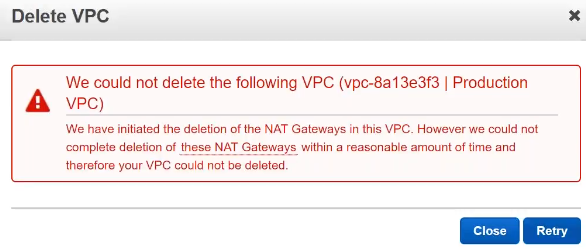 Delete VPC
We could not delete the following VPC (vpc-8a13e3f3 | Production
VPC)
We have initiated the deletion of the NAT Gateways in this VPC. However we could not
complete deletion of these NAT Gateways within a reasonable amount of time and
therefore your VPC could not be deleted.
Close Retry